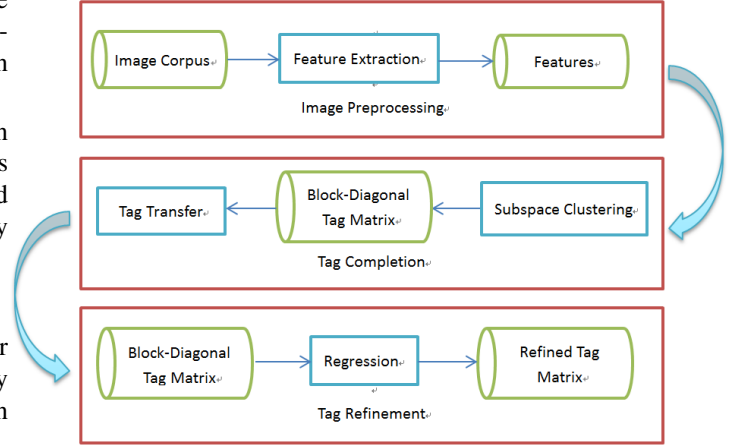 Image Corpus
Feature Extraction
Features
Image Preprocessing
Tag Transfer
Block-Diagonal
Tag Matrix
Subspace Clustering
Tag Completion
Block-Diagonal
Tag Matrix
Regression
Refined Tag
Matrix
Tag Refinement